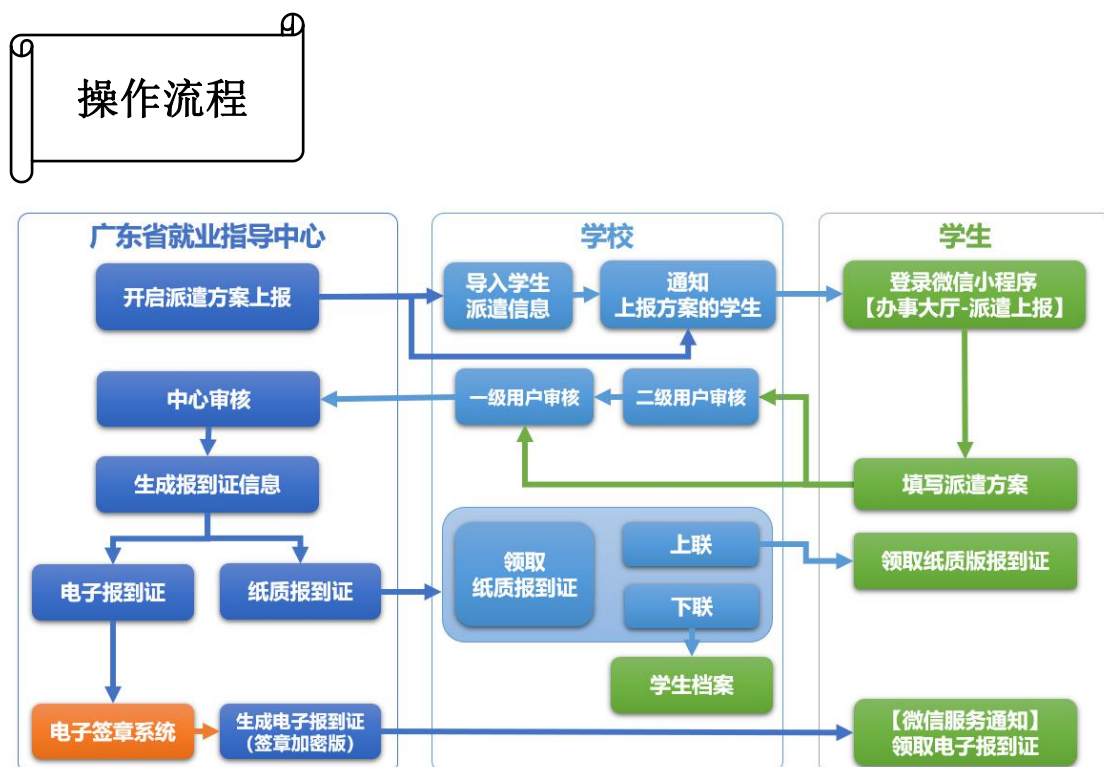 操作流程
广东省就业指导中心
学校
学生
开启派遣方案上报
导入学生
派遣信息
通知
上报方案的学生
登录微信小程序
【办事大厅-派遣上报】
中心审核
一级用户审核
二级用户审核
生成报到证信息
填写派遣方案
电子报到证
纸质报到证
领取
纸质报到证
上联
下联
领取纸质版报到证
学生档案
电子签章系统
生成电子报到证
(签章加密版)
【微信服务通知】
领取电子报到证